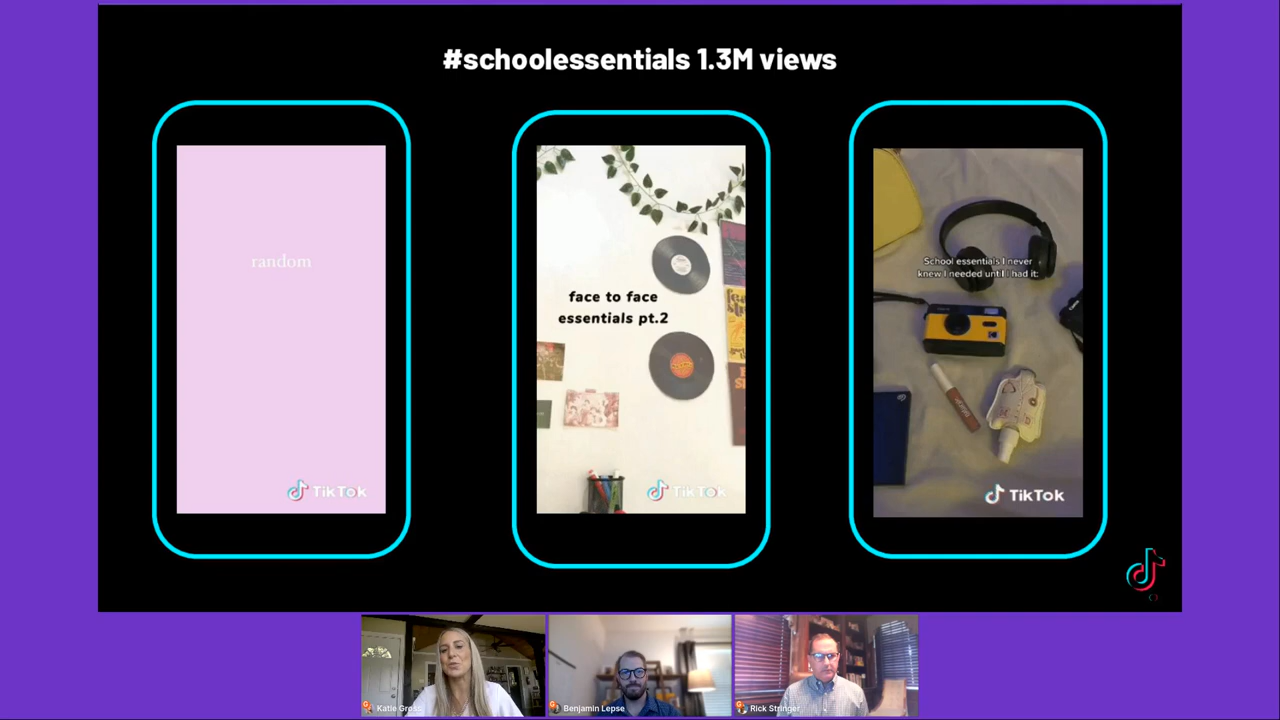 #schoolessentials 1.3M views
random
TikTok
face to face
essentials pt.2
TikTok
School essentials I never
knew I needed until I had it:
TikTok
Katie Gross
Benjamin Lepse
Rick Stringer